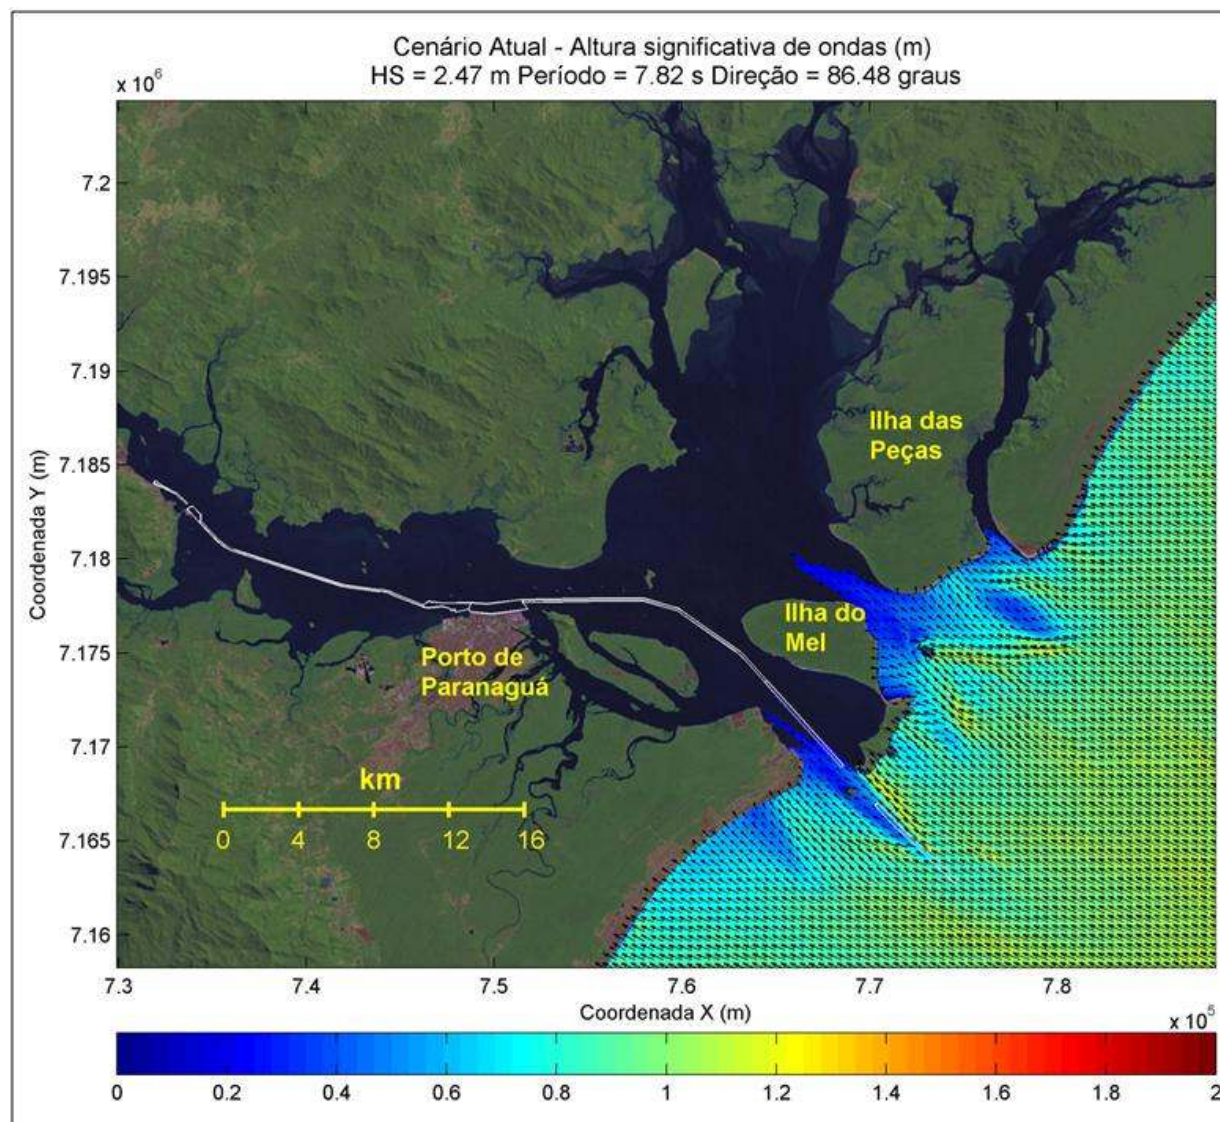 Cenário Atual - Altura significativa de ondas (m)
HS = 2.47 m Período = 7.82 s Direção = 86.48 graus
x 10^6
7.2
7.195
7.19
7.185
7.18
7.175
7.17
7.165
7.16
Coordenada Y (m)
Ilha das
Peças
Ilha do
Mel
Porto de
Paranaguá
km
0 4 8 12 16
7.3 7.4 7.5 7.6 7.7 7.8
Coordenada X (m)
x 10^5
0 0.2 0.4 0.6 0.8 1 1.2 1.4 1.6 1.8 2